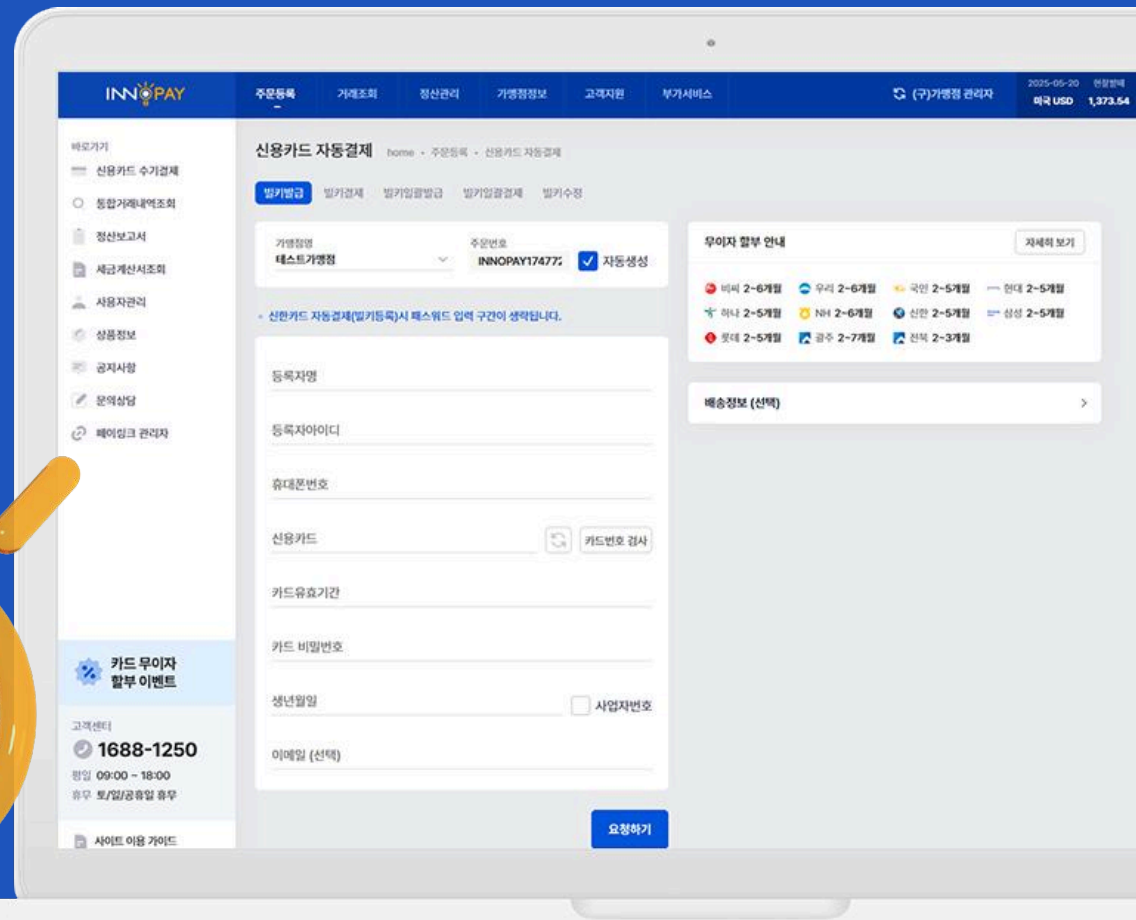 INNOPAY
주문등록 거래조회 정산관리 가맹점정보 고객지원 부가서비스 (구)가맹점 관리자
2025-05-20 현찰판매
미국 USD 1,373.54
바로가기
신용카드 수기결제
통합거래내역조회
정산보고서
세금계산서조회
사용자관리
상품정보
공지사항
문의상담
페이링크 관리자
카드 무이자
할부 이벤트
고객센터
1688-1250
평일 09:00 ~ 18:00
휴무 토/일/공휴일 휴무
사이트 이용 가이드
신용카드 자동결제 home • 주문등록 • 신용카드 자동결제
빌키발급 빌키결제 빌키일괄발급 빌키일괄결제 빌키수정
가맹점명 주문번호
테스트가맹점 INNOPAY17477 자동생성
신한카드 자동결제(빌키등록)시 패스워드 입력 구간이 생략됩니다.
등록자명
등록자아이디
휴대폰번호
신용카드 카드번호 검사
카드유효기간
카드 비밀번호
생년월일 사업자번호
이메일 (선택)
요청하기
무이자 할부 안내 자세히 보기
비씨 2~6개월 우리 2~6개월 국민 2~5개월 현대 2~5개월
하나 2~5개월 NH 2~6개월 신한 2~5개월 삼성 2~5개월
롯데 2~5개월 광주 2~7개월 전북 2~3개월
배송정보 (선택)